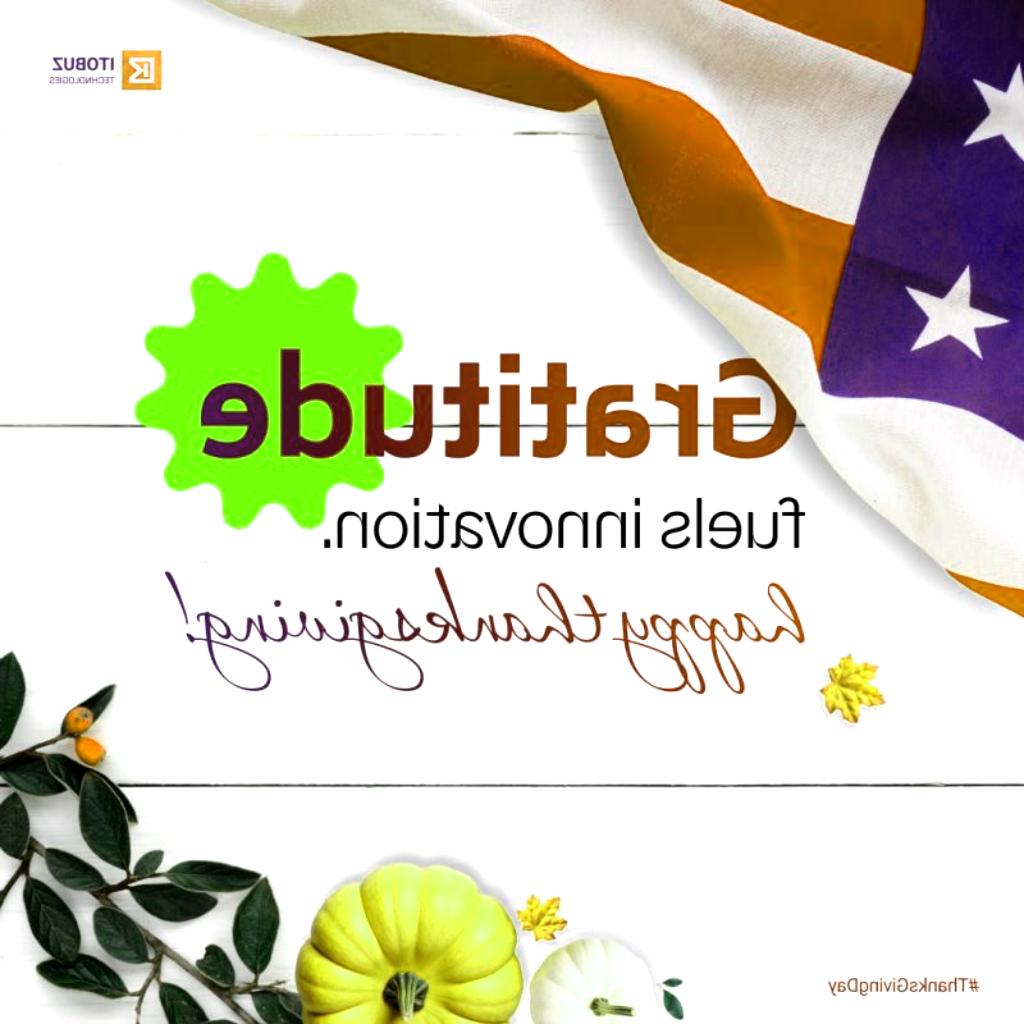 ITOBUZ
TECHNOLOGIES
Gratitude
fuels innovation.
happy thanksgiving!
#ThanksGivingDay